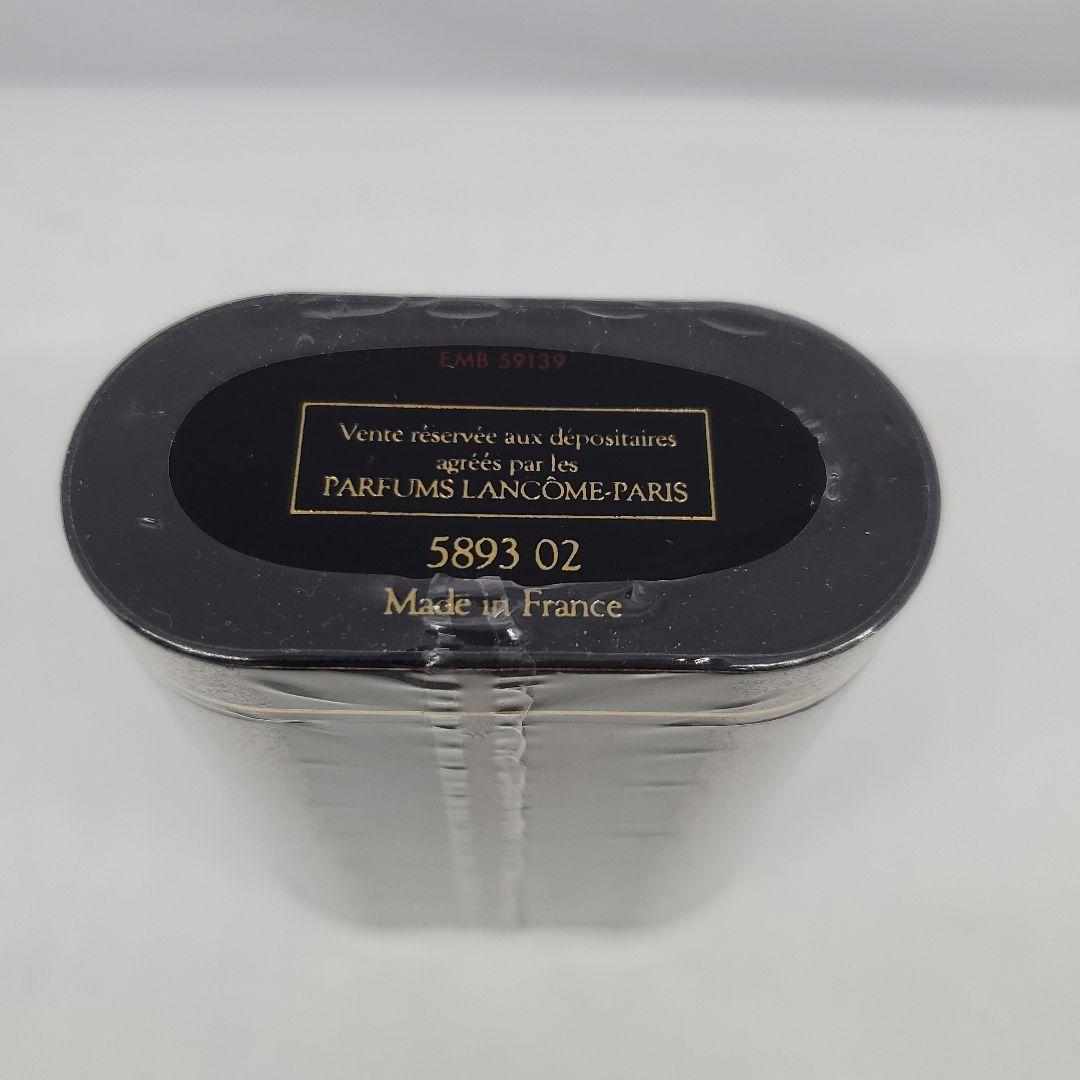 EMB 59139
Vente réservée aux dépositaires
agréés par les
PARFUMS LANCÔME-PARIS
5893 02
Made in France